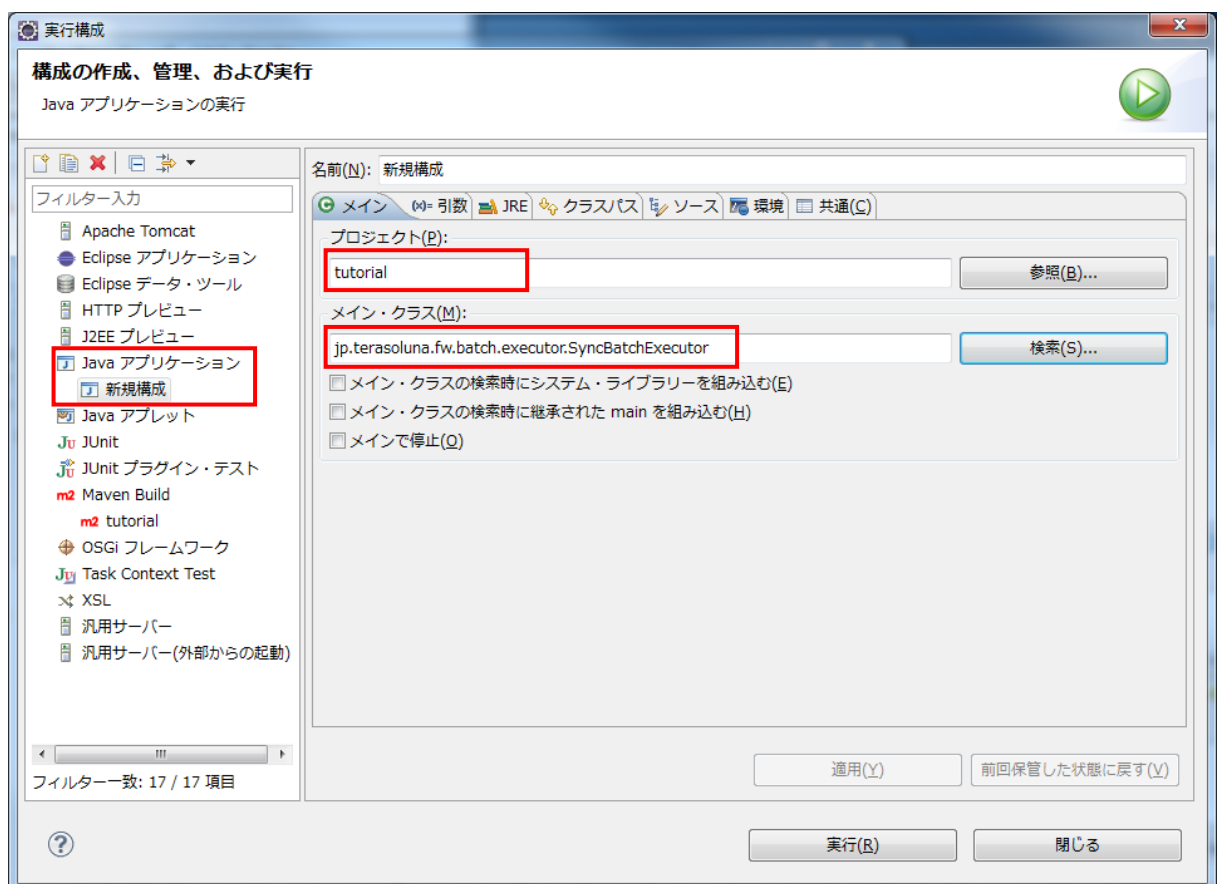 実行構成
構成の作成、管理、および実行
Java アプリケーションの実行
フィルター入力
Apache Tomcat
Eclipse アプリケーション
Eclipse データ・ツール
HTTP プレビュー
J2EE プレビュー
Java アプリケーション
新規構成
Java アプレット
JUnit
JUnit プラグイン・テスト
m2 Maven Build
m2 tutorial
OSGi フレームワーク
Task Context Test
XSL
汎用サーバー
汎用サーバー(外部からの起動)
フィルター一致: 17 / 17 項目
名前(N): 新規構成
メイン (x)= 引数 JRE クラスパス ソース 環境 共通(C)
プロジェクト(P):
tutorial 参照(B)...
メイン・クラス(M):
jp.terasoluna.fw.batch.executor.SyncBatchExecutor 検索(S)...
メイン・クラスの検索時にシステム・ライブラリーを組み込む(E)
メイン・クラスの検索時に継承された main を組み込む(H)
メインで停止(O)
適用(Y) 前回保管した状態に戻す(V)
実行(R) 閉じる